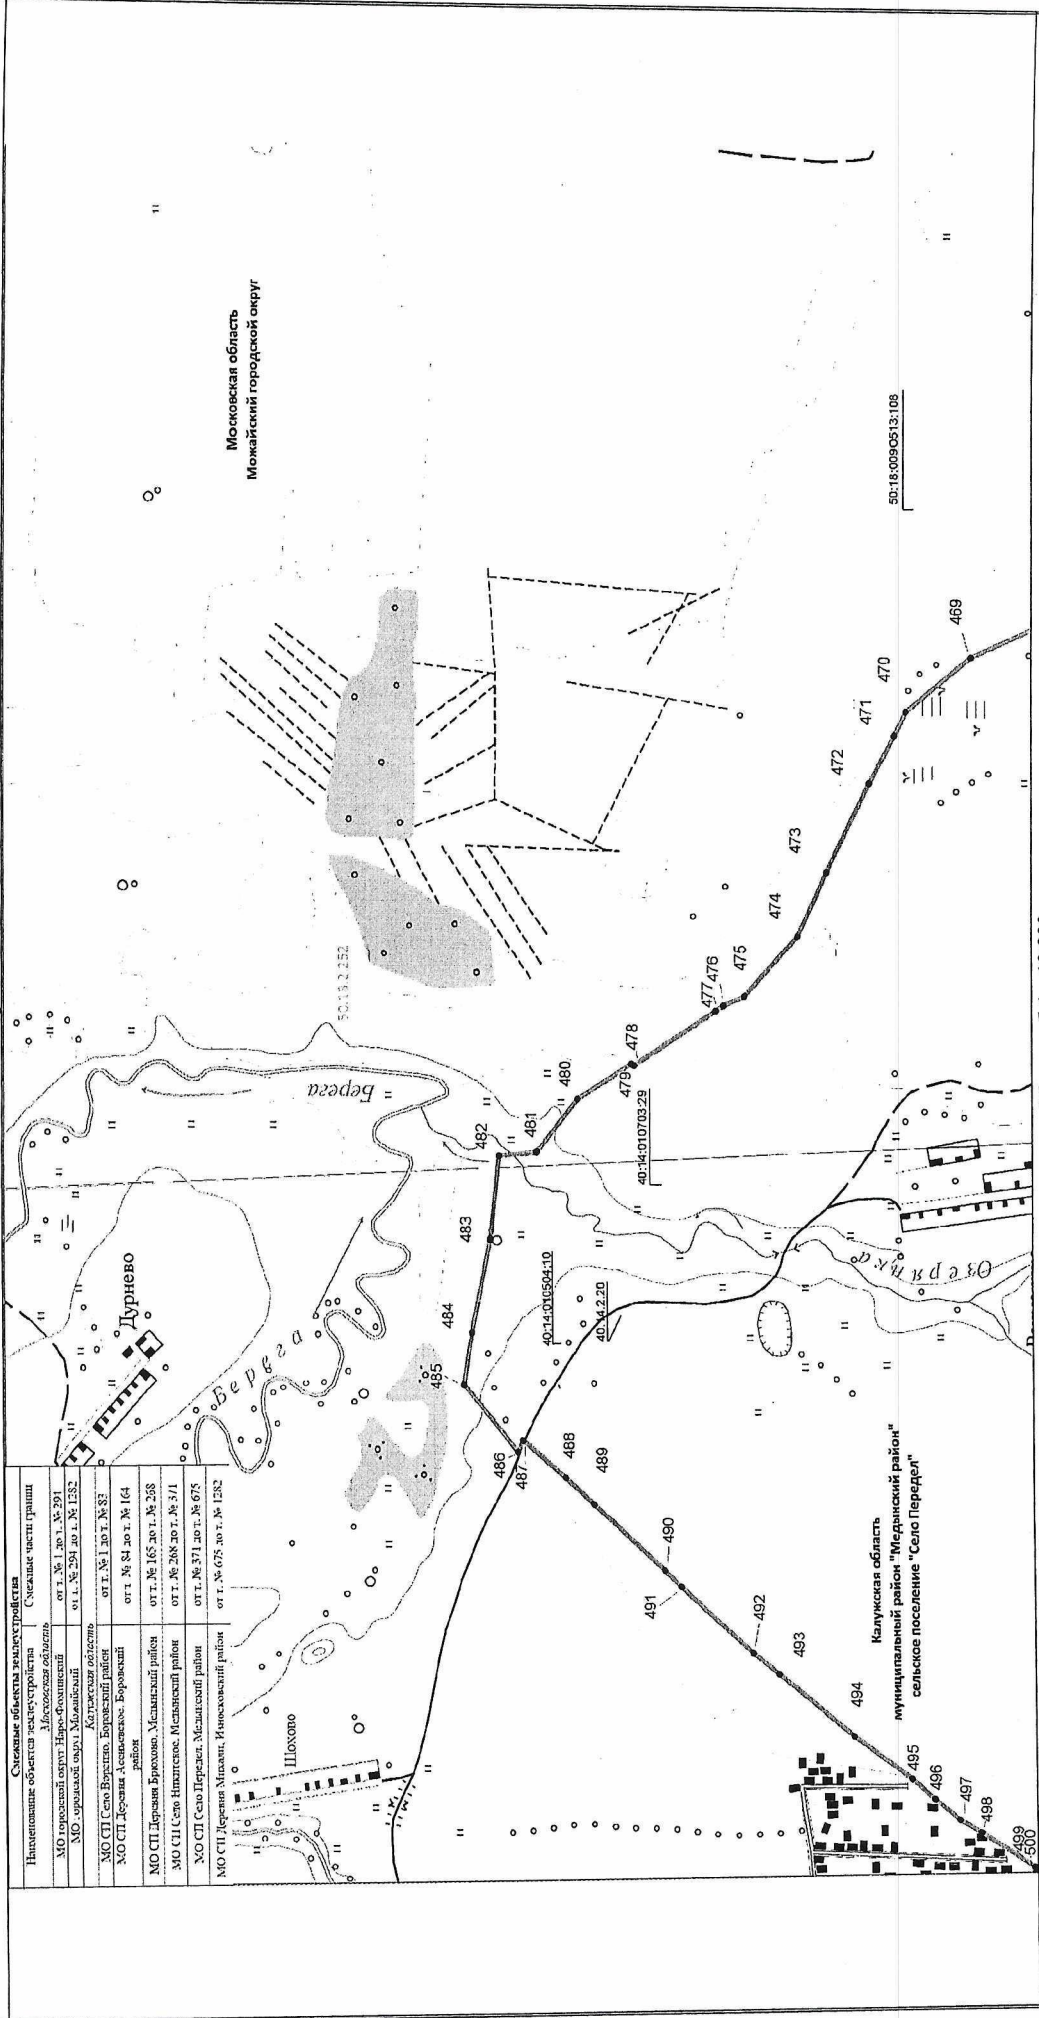 Смежные объекты землеустройства
Наименование объектов землеустройства Смежные части границ
Московская область
МО городской округ Наро-Фоминский от т. № 1 до т. № 291
МО городской округ Можайский от т. № 294 до т. № 1282
Калужская область
МО СП Село Ворсино, Боровский район от т. № 1 до т. № 83
МО СП Деревня Асеньевское, Боровский
район от т. № 84 до т. № 164
МО СП Деревня Брюхово, Медынский район от т. № 165 до т. № 268
МО СП Село Никитское, Медынский район от т. № 268 до т. № 371
МО СП Село Передел, Медынский район от т. № 371 до т. № 675
МО СП Деревня Михали, Износковский район от т. № 675 до т. № 1282
Московская область
Можайский городской округ
Дурнево
Берега
Берега
50.18.2.252
Шохово
485
484
483
482
481
480
479
478
477
476
475
474
473
472
471
470
469
50:18:0090513:108
40:14:010703:29
40:14:010504:10
40.14.2.20
Озерянка
486
487
488
489
490
491
492
493
494
495
496
497
498
499
500
Калужская область
муниципальный район "Медынский район"
сельское поселение "Село Передел"